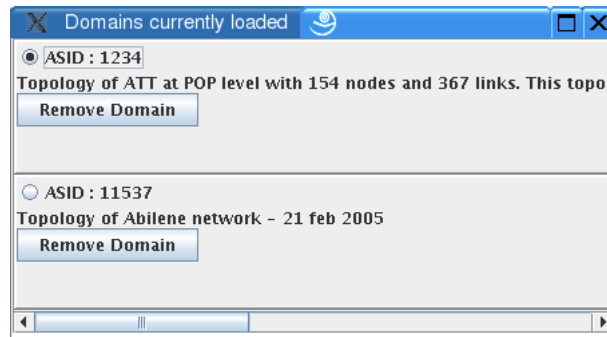 Domains currently loaded
ASID : 1234
Topology of ATT at POP level with 154 nodes and 367 links. This topo
Remove Domain
ASID : 11537
Topology of Abilene network - 21 feb 2005
Remove Domain